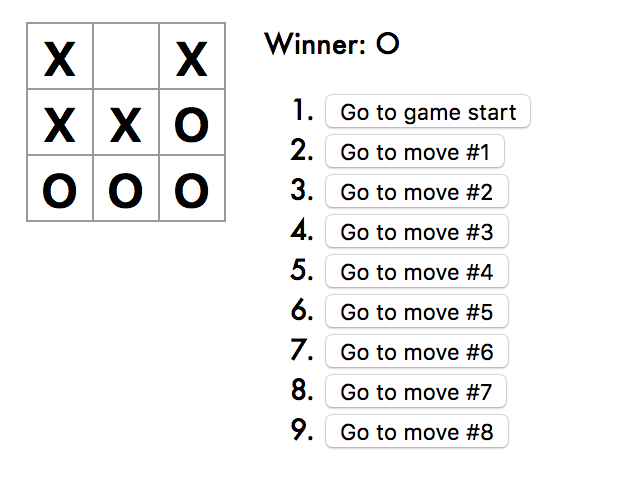 X X
X X O
O O O
Winner: O
1. Go to game start
2. Go to move #1
3. Go to move #2
4. Go to move #3
5. Go to move #4
6. Go to move #5
7. Go to move #6
8. Go to move #7
9. Go to move #8